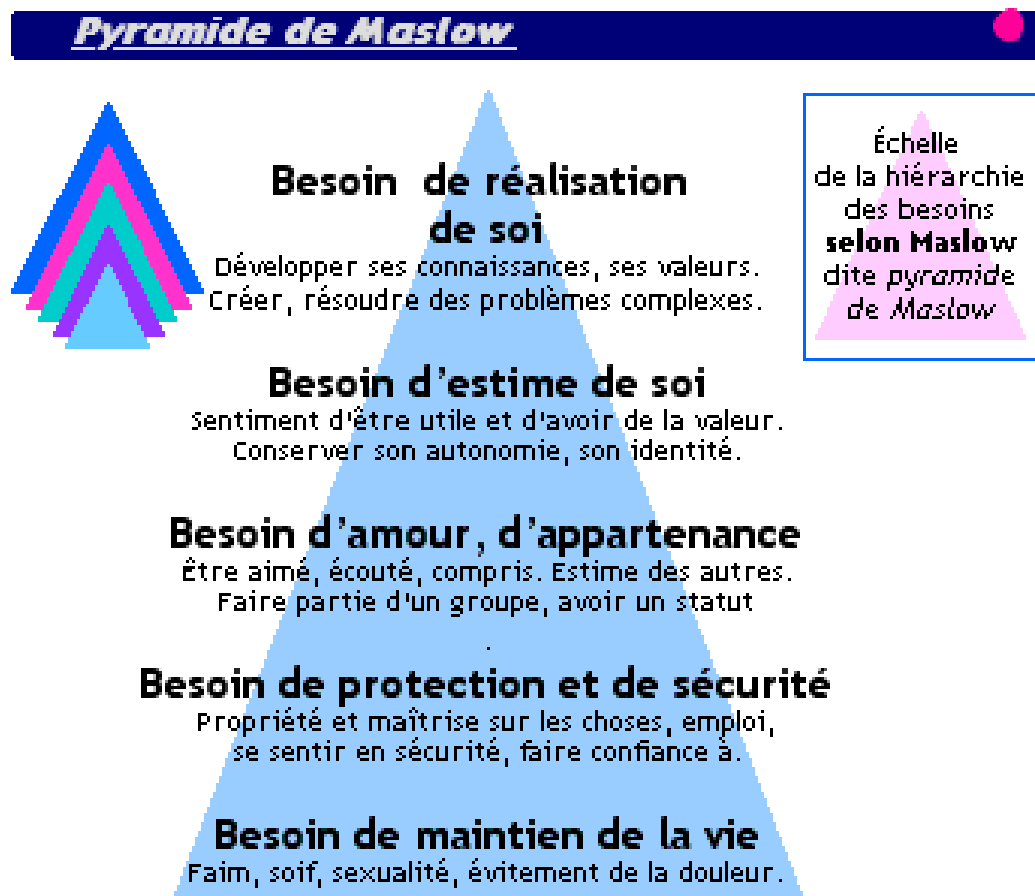 Pyramide de Maslow
Échelle
de la hiérarchie
des besoins
selon Maslow
dite pyramide
de Maslow
Besoin de réalisation
de soi
Développer ses connaissances, ses valeurs.
Créer, résoudre des problèmes complexes.
Besoin d'estime de soi
Sentiment d'être utile et d'avoir de la valeur.
Conserver son autonomie, son identité.
Besoin d'amour, d'appartenance
Être aimé, écouté, compris. Estime des autres.
Faire partie d'un groupe, avoir un statut
.
Besoin de protection et de sécurité
Propriété et maîtrise sur les choses, emploi,
se sentir en sécurité, faire confiance à.
Besoin de maintien de la vie
Faim, soif, sexualité, évitement de la douleur.